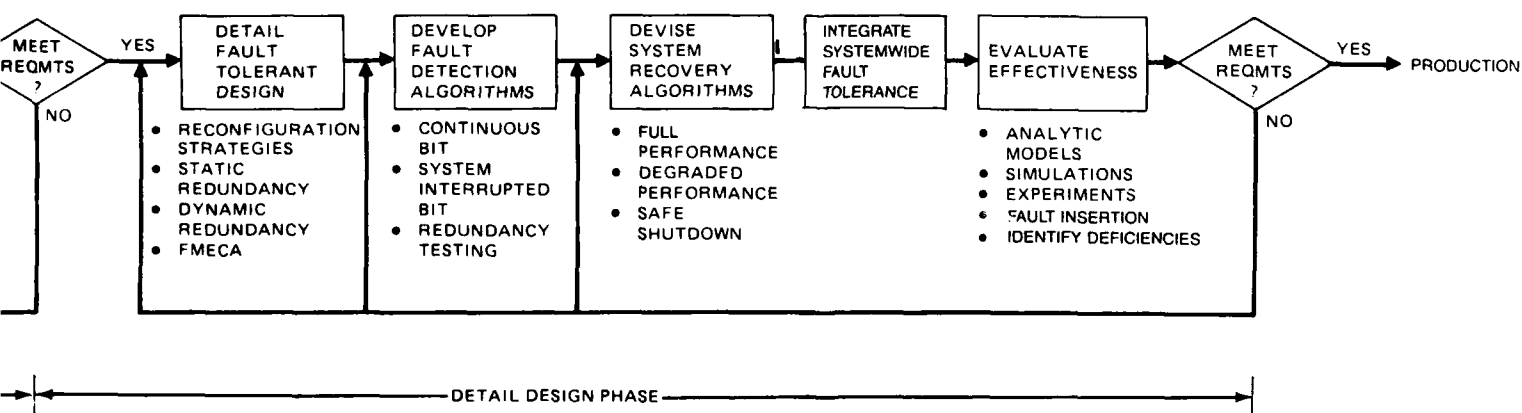 MEET
REQMTS
?
YES
NO
DETAIL
FAULT
TOLERANT
DESIGN
• RECONFIGURATION
STRATEGIES
• STATIC
REDUNDANCY
• DYNAMIC
REDUNDANCY
• FMECA
DEVELOP
FAULT
DETECTION
ALGORITHMS
• CONTINUOUS
BIT
• SYSTEM
INTERRUPTED
BIT
• REDUNDANCY
TESTING
DEVISE
SYSTEM
RECOVERY
ALGORITHMS
• FULL
PERFORMANCE
• DEGRADED
PERFORMANCE
• SAFE
SHUTDOWN
INTEGRATE
SYSTEMWIDE
FAULT
TOLERANCE
EVALUATE
EFFECTIVENESS
• ANALYTIC
MODELS
• SIMULATIONS
• EXPERIMENTS
• FAULT INSERTION
• IDENTIFY DEFICIENCIES
MEET
REQMTS
?
YES
NO
PRODUCTION
DETAIL DESIGN PHASE